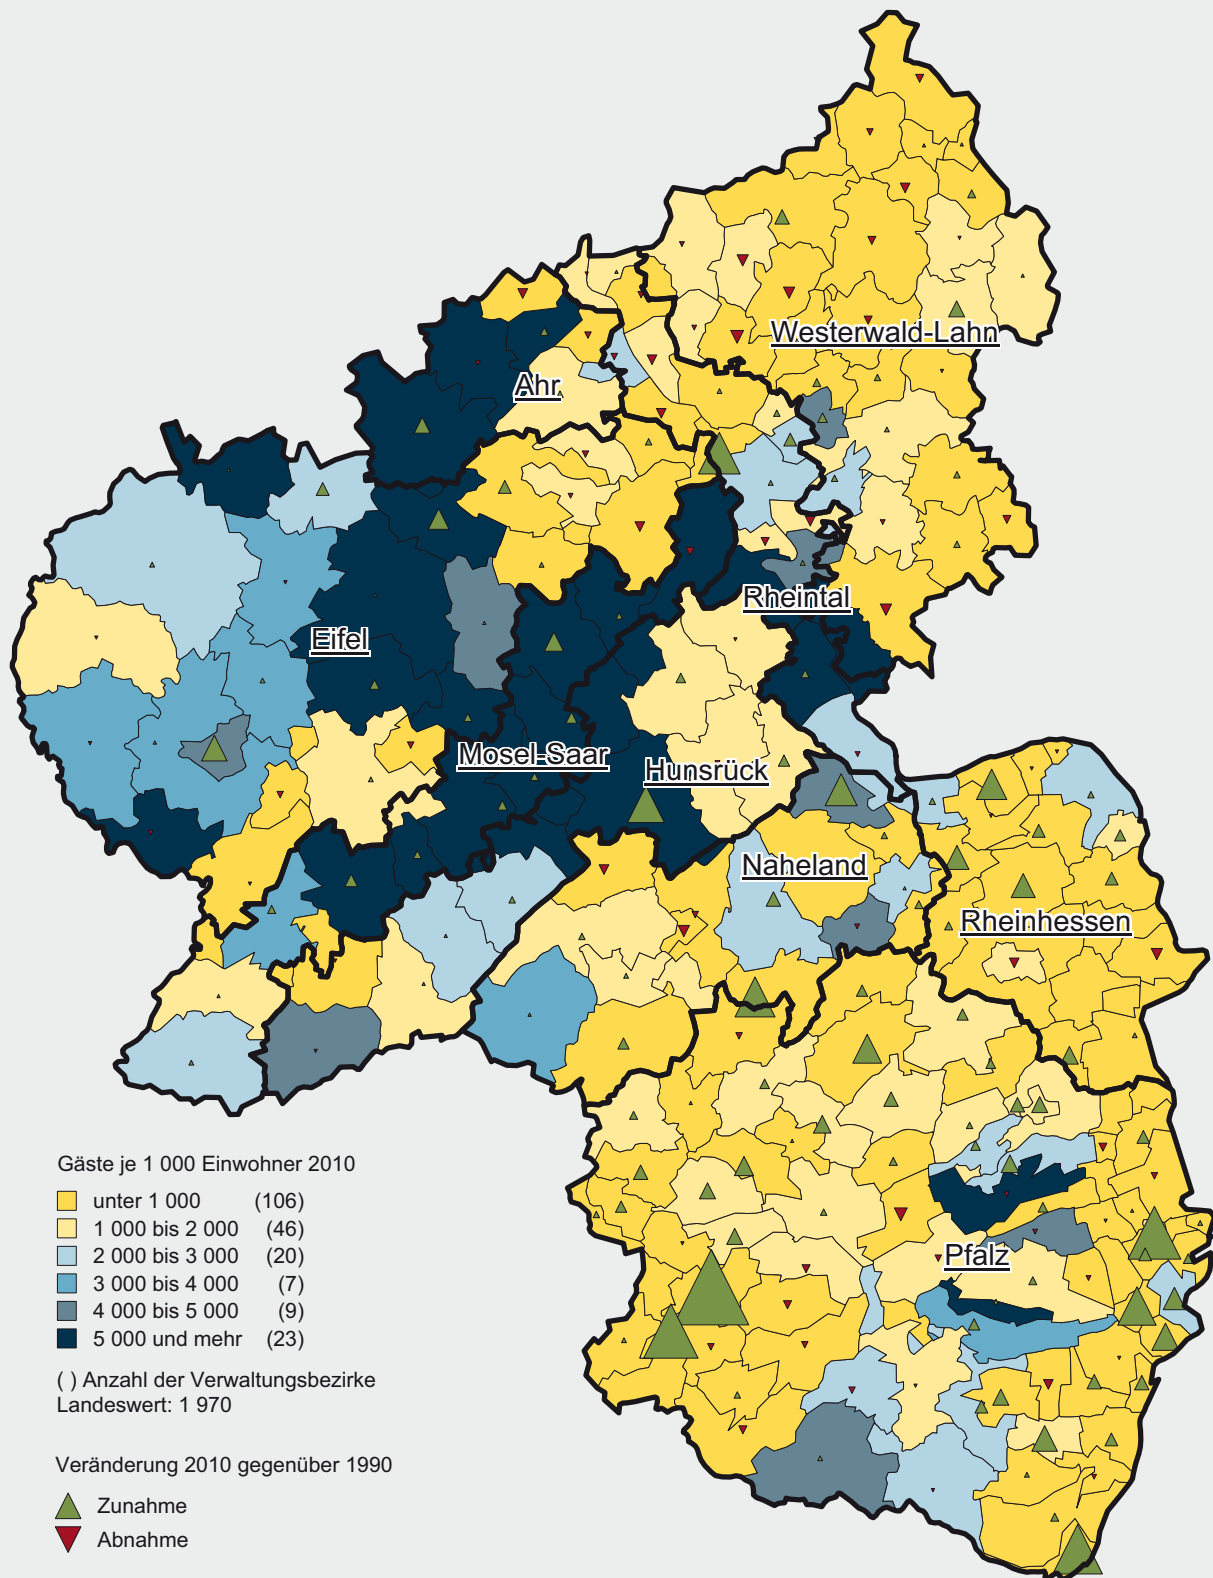 Westerwald-Lahn
Ahr
Rheintal
Eifel
Mosel-Saar
Hunsrück
Naheland
Rheinhessen
Pfalz
Gäste je 1 000 Einwohner 2010
unter 1 000 (106)
1 000 bis 2 000 (46)
2 000 bis 3 000 (20)
3 000 bis 4 000 (7)
4 000 bis 5 000 (9)
5 000 und mehr (23)
( ) Anzahl der Verwaltungsbezirke
Landeswert: 1 970
Veränderung 2010 gegenüber 1990
Zunahme
Abnahme